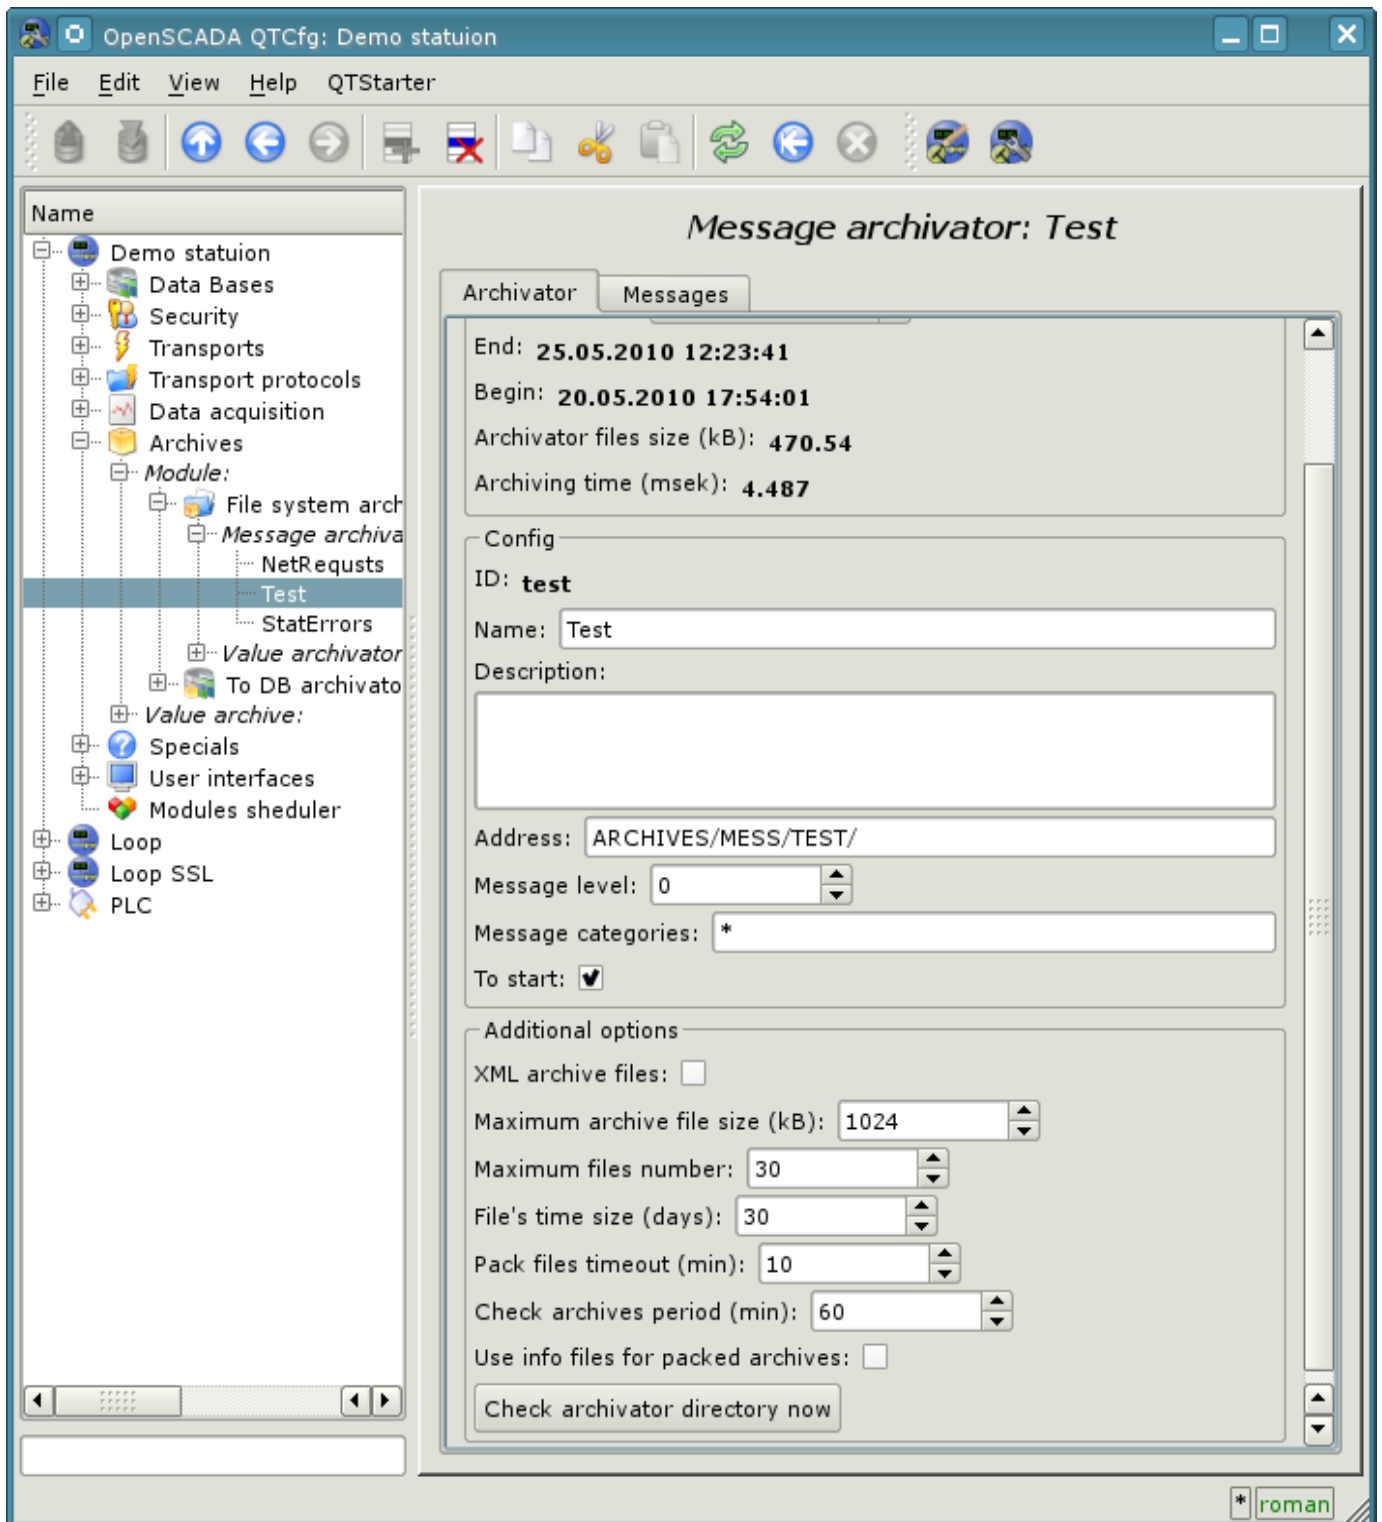 OpenSCADA QTCfg: Demo statuion
File Edit View Help QTStarter
Name
Demo statuion
Data Bases
Security
Transports
Transport protocols
Data acquisition
Archives
Module:
File system arch
Message archiva
NetRequsts
Test
StatErrors
Value archivator
To DB archivato
Value archive:
Specials
User interfaces
Modules sheduler
Loop
Loop SSL
PLC
Message archivator: Test
Archivator Messages
End: 25.05.2010 12:23:41
Begin: 20.05.2010 17:54:01
Archivator files size (kB): 470.54
Archiving time (msek): 4.487
Config
ID: test
Name: Test
Description:
Address: ARCHIVES/MESS/TEST/
Message level: 0
Message categories: *
To start:
Additional options
XML archive files:
Maximum archive file size (kB): 1024
Maximum files number: 30
File's time size (days): 30
Pack files timeout (min): 10
Check archives period (min): 60
Use info files for packed archives:
Check archivator directory now
* roman